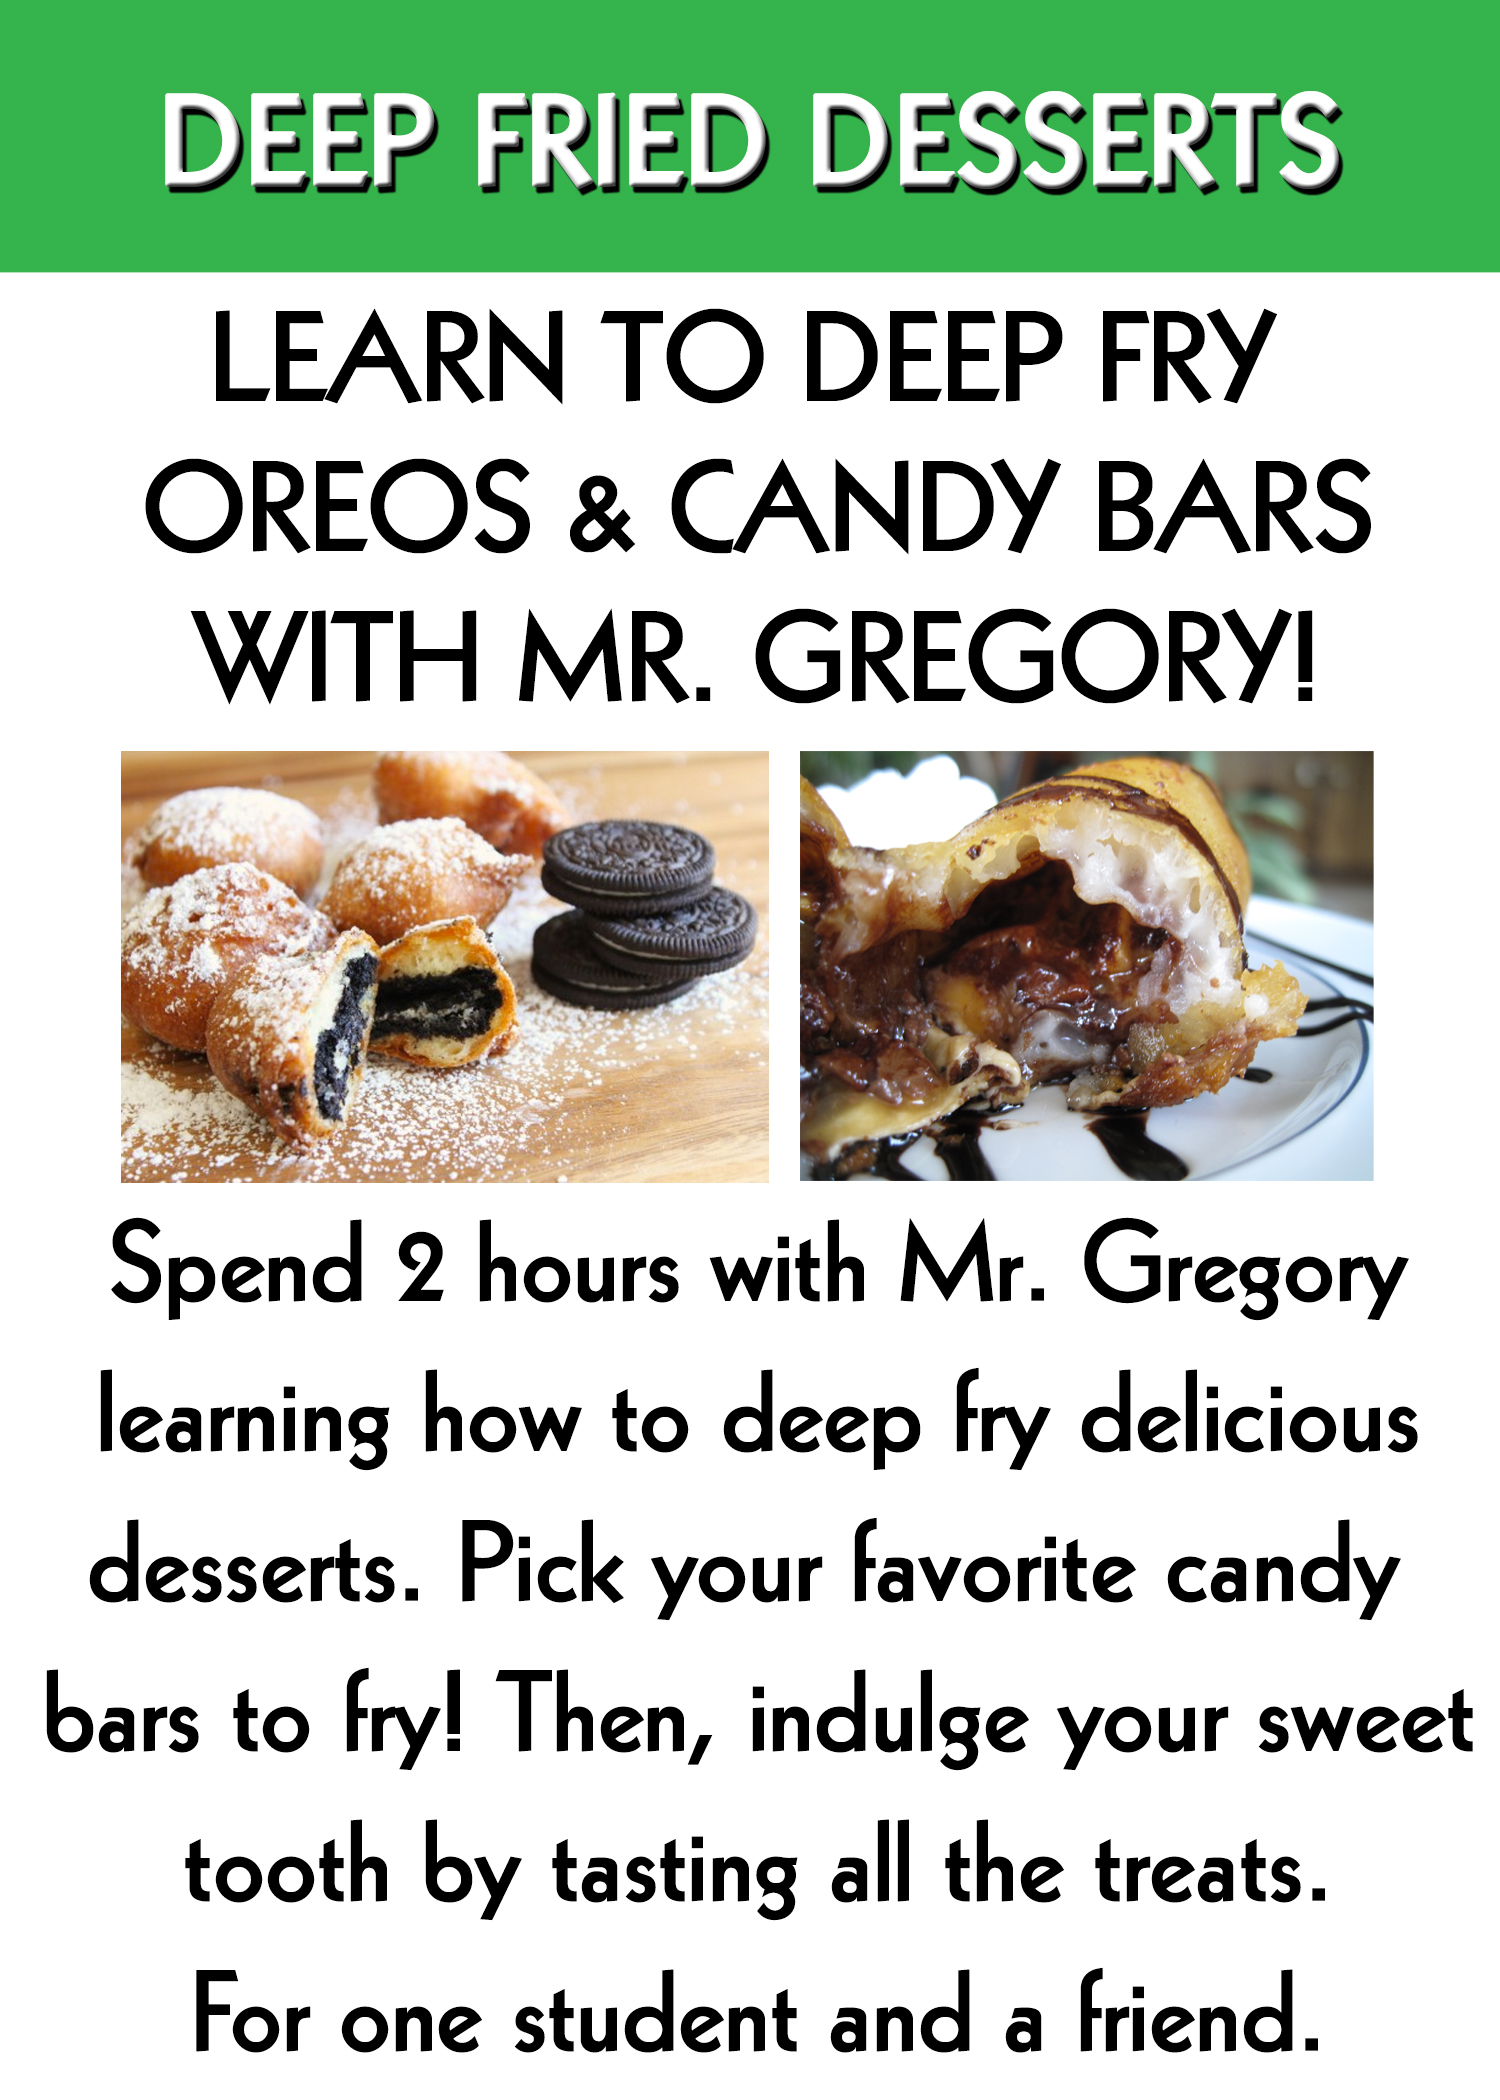 DEEP FRIED DESSERTS
LEARN TO DEEP FRY
OREOS & CANDY BARS
WITH MR. GREGORY!
Spend 2 hours with Mr. Gregory
learning how to deep fry delicious
desserts. Pick your favorite candy
bars to fry! Then, indulge your sweet
tooth by tasting all the treats.
For one student and a friend.